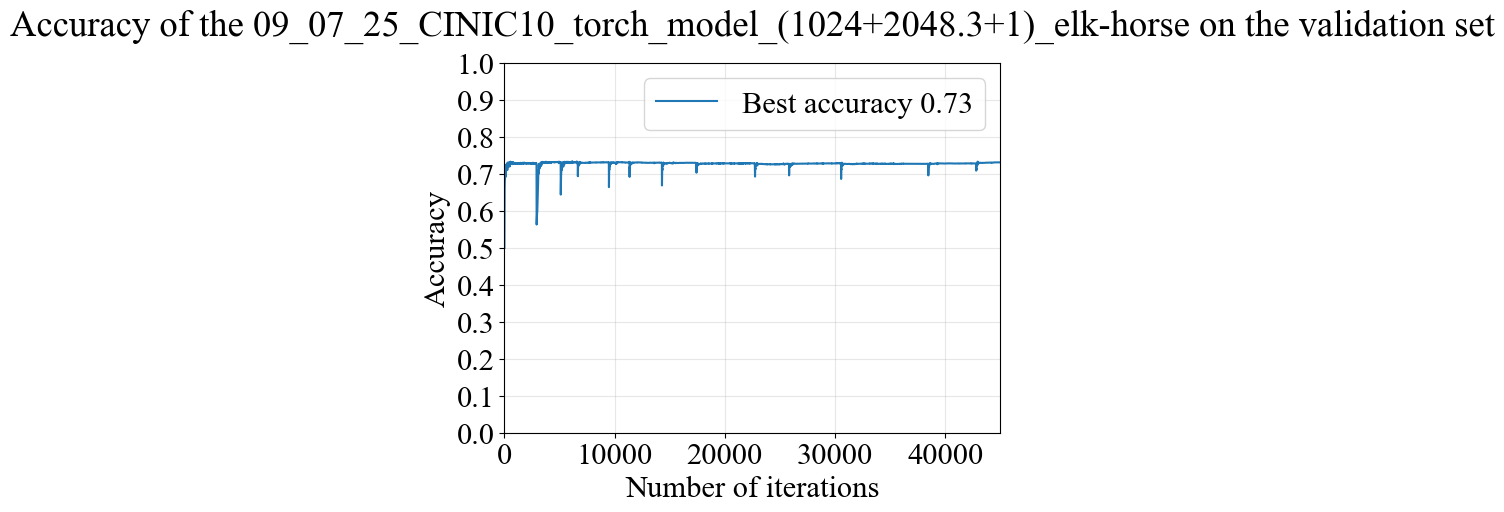 Accuracy of the 09_07_25_CINIC10_torch_model_(1024+2048.3+1)_elk-horse on the validation set
1.0
Best accuracy 0.73
0.9
0.8
0.7
0.6
0.5
0.4
0.3
0.2
0.1
0.0
Accuracy
0 10000 20000 30000 40000
Number of iterations